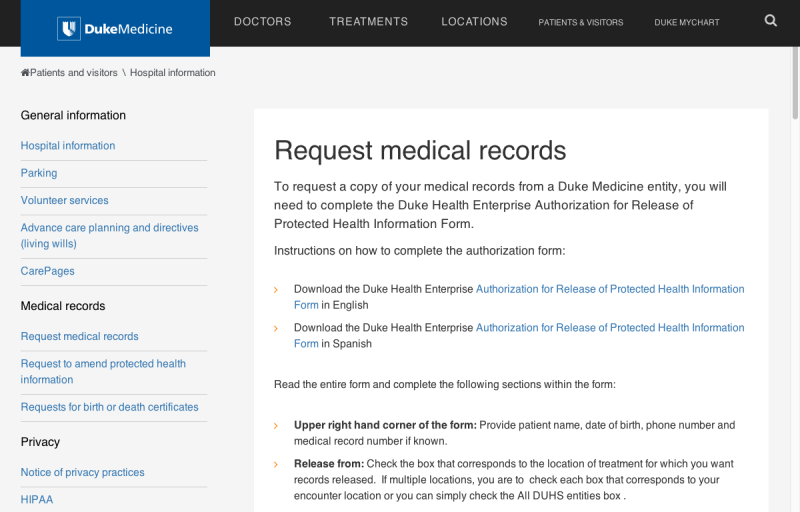 DukeMedicine
DOCTORS
TREATMENTS
LOCATIONS
PATIENTS & VISITORS
DUKE MYCHART
Patients and visitors \ Hospital information
General information
Hospital information
Parking
Volunteer services
Advance care planning and directives
(living wills)
CarePages
Medical records
Request medical records
Request to amend protected health
information
Requests for birth or death certificates
Privacy
Notice of privacy practices
HIPAA
Request medical records
To request a copy of your medical records from a Duke Medicine entity, you will
need to complete the Duke Health Enterprise Authorization for Release of
Protected Health Information Form.
Instructions on how to complete the authorization form:
Download the Duke Health Enterprise Authorization for Release of Protected Health Information
Form in English
Download the Duke Health Enterprise Authorization for Release of Protected Health Information
Form in Spanish
Read the entire form and complete the following sections within the form:
Upper right hand corner of the form: Provide patient name, date of birth, phone number and
medical record number if known.
Release from: Check the box that corresponds to the location of treatment for which you want
records released.  If multiple locations, you are to  check each box that corresponds to your
encounter location or you can simply check the All DUHS entities box .